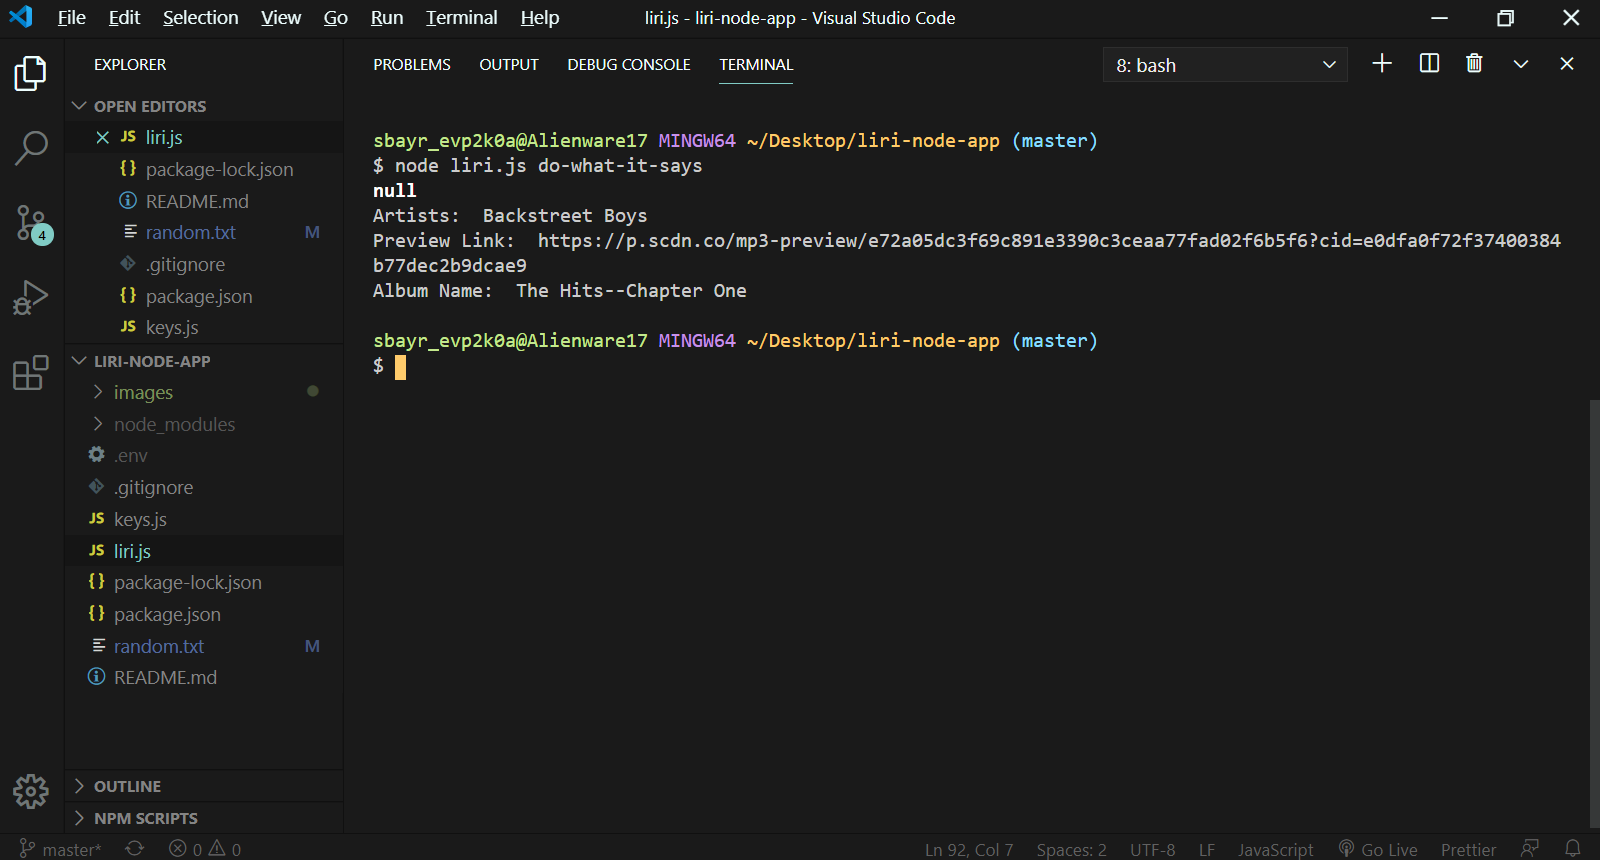 File Edit Selection View Go Run Terminal Help liri.js - liri-node-app - Visual Studio Code
EXPLORER
OPEN EDITORS
JS liri.js
{} package-lock.json
README.md
random.txt M
.gitignore
{} package.json
JS keys.js
4
LIRI-NODE-APP
images
node_modules
.env
.gitignore
JS keys.js
JS liri.js
{} package-lock.json
{} package.json
random.txt M
README.md
OUTLINE
NPM SCRIPTS
PROBLEMS OUTPUT DEBUG CONSOLE TERMINAL 8: bash
sbayr_evp2k0a@Alienware17 MINGW64 ~/Desktop/liri-node-app (master)
$ node liri.js do-what-it-says
null
Artists:  Backstreet Boys
Preview Link:  https://p.scdn.co/mp3-preview/e72a05dc3f69c891e3390c3ceaa77fad02f6b5f6?cid=e0dfa0f72f37400384
b77dec2b9dcae9
Album Name:  The Hits--Chapter One
sbayr_evp2k0a@Alienware17 MINGW64 ~/Desktop/liri-node-app (master)
$
master* 0 0 Ln 92, Col 7 Spaces: 2 UTF-8 LF JavaScript Go Live Prettier